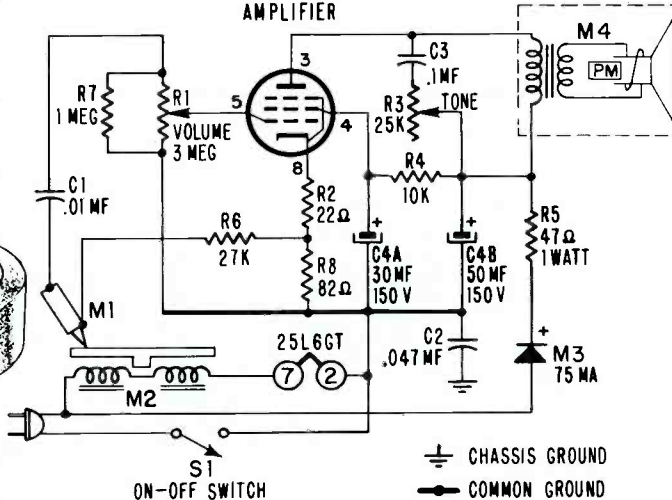 AMPLIFIER
M4
PM
3
C3
.1MF
R7
1 MEG
R1
VOLUME
3 MEG
5
4
8
R3
25K
TONE
R4
10K
C1
.01 MF
R2
22Ω
R6
27K
R8
82Ω
+
C4A
30 MF
150 V
+
C4B
50 MF
150 V
R5
47Ω
1 WATT
M1
25L6GT
7
2
C2
.047 MF
+
M3
75 MA
M2
S1
ON-OFF SWITCH
CHASSIS GROUND
COMMON GROUND